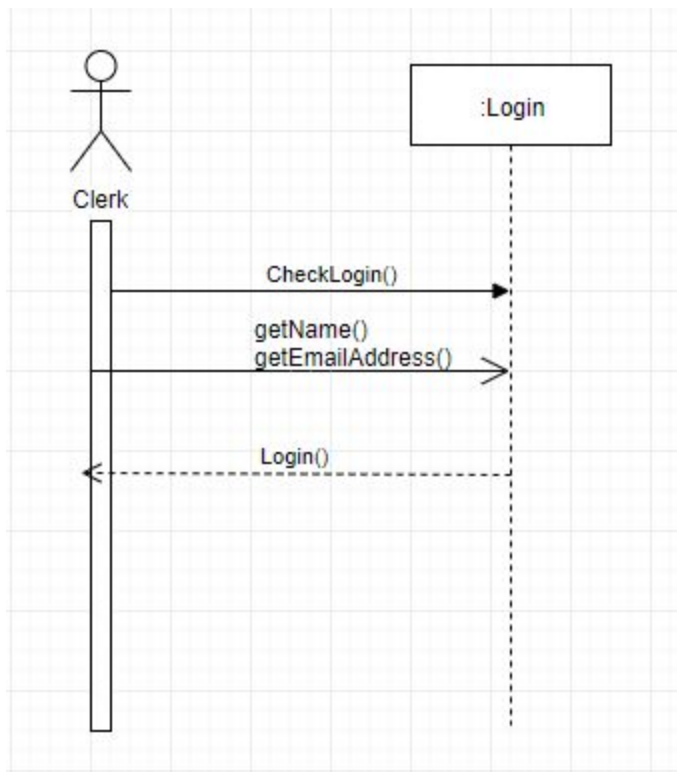 :Login
Clerk
CheckLogin()
getName()
getEmailAddress()
Login()